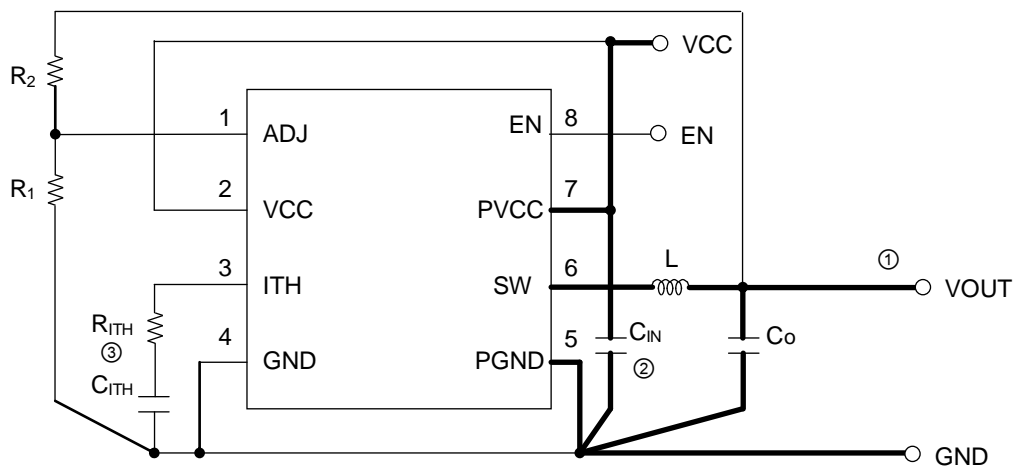 VCC
R2
1
ADJ
EN
8
EN
R1
2
VCC
PVCC
7
3
ITH
SW
6
L
①
VOUT
RITH
③
CITH
4
GND
PGND
5
CIN
②
Co
GND